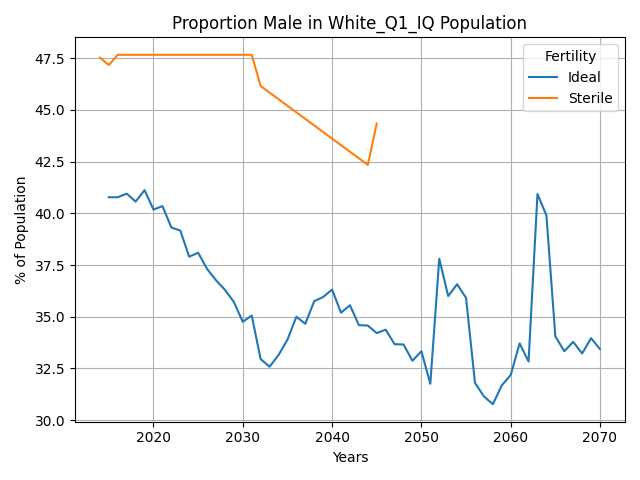 Proportion Male in White_Q1_IQ Population
Fertility
Ideal
Sterile
% of Population
47.5
45.0
42.5
40.0
37.5
35.0
32.5
30.0
2020
2030
2040
2050
2060
2070
Years